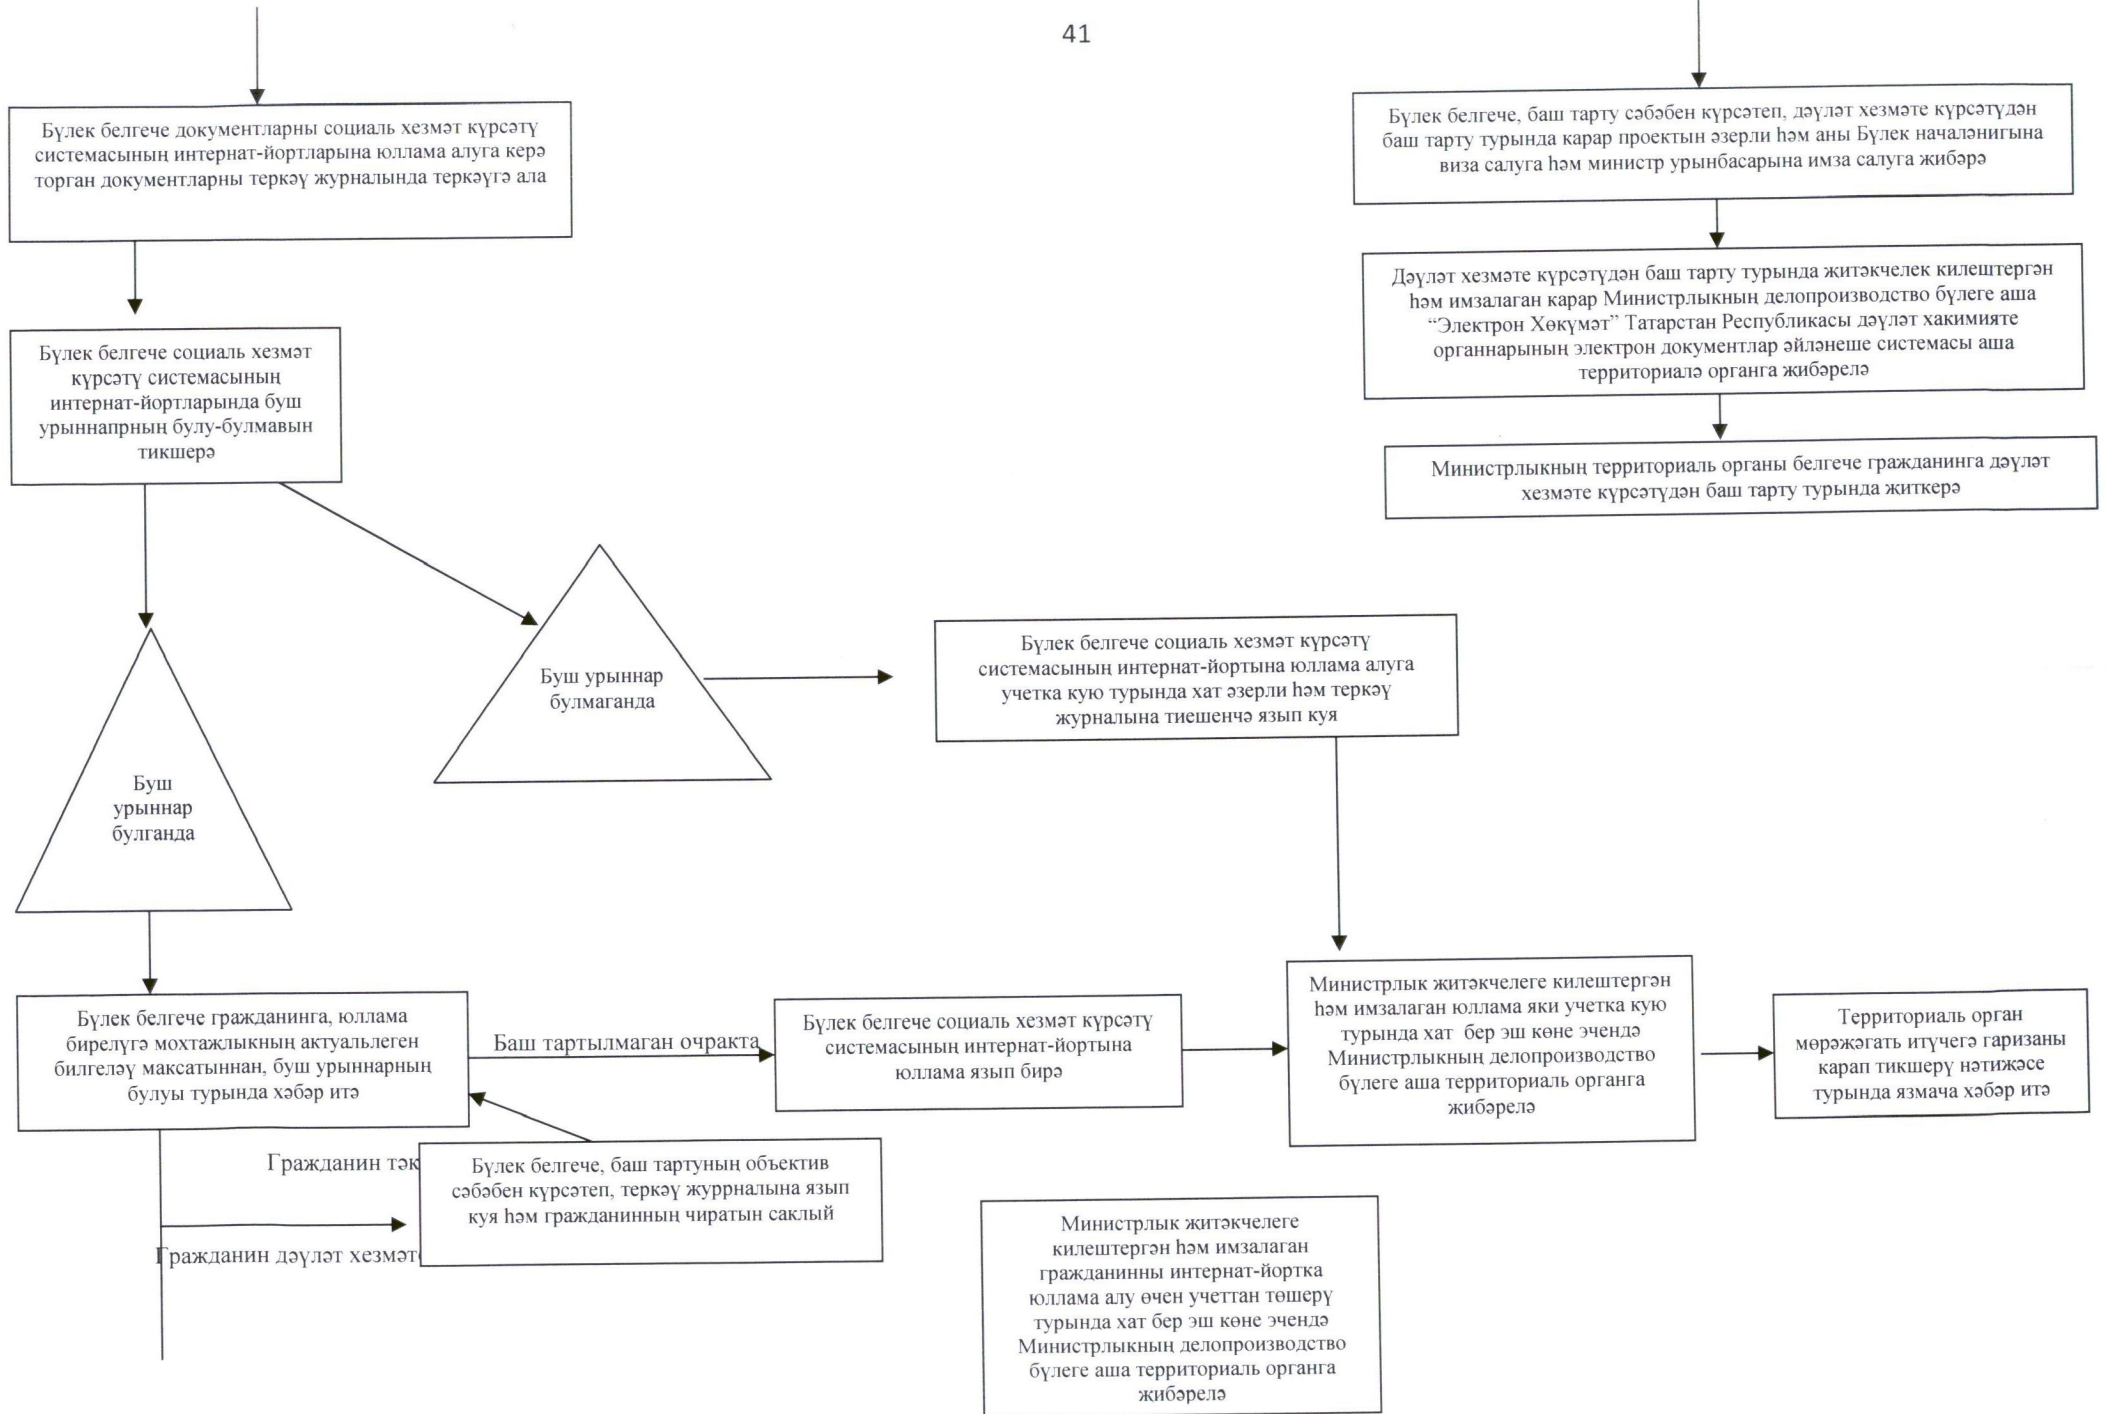 41
Бүлек белгече документларны социаль хезмәт күрсәтү
системасының интернат-йортларына юллама алуга керә
торган документларны теркәү журналында теркәүгә ала
Бүлек белгече, баш тарту сәбәбен күрсәтеп, дәүләт хезмәте күрсәтүдән
баш тарту турында карар проектын әзерли һәм аны Бүлек начальнигына
виза салуга һәм министр урынбасарына имза салуга җибәрә
Дәүләт хезмәте күрсәтүдән баш тарту турында җитәкчелек килештергән
һәм имзалаган карар Министрлыкның делопроизводство бүлеге аша
“Электрон Хөкүмәт” Татарстан Республикасы дәүләт хакимияте
органнарының электрон документлар әйләнеше системасы аша
территориалә органга җибәрелә
Министрлыкның территориаль органы белгече гражданинга дәүләт
хезмәте күрсәтүдән баш тарту турында җиткерә
Бүлек белгече социаль хезмәт
күрсәтү системасының
интернат-йортларында буш
урыннапрның булу-булмавын
тикшерә
Буш урыннар
булмаганда
Бүлек белгече социаль хезмәт күрсәтү
системасының интернат-йортына юллама алуга
учетка кую турында хат әзерли һәм теркәү
журналына тиешенчә язып куя
Буш
урыннар
булганда
Бүлек белгече гражданинга, юллама
бирелүгә мохтаҗлыкның актуальлеген
билгеләү максатыннан, буш урыннарның
булуы турында хәбәр итә
Баш тартылмаган очракта
Бүлек белгече социаль хезмәт күрсәтү
системасының интернат-йортына
юллама язып бирә
Министрлык җитәкчелеге килештергән
һәм имзалаган юллама яки учетка кую
турында хат бер эш көне эчендә
Министрлыкның делопроизводство
бүлеге аша территориаль органга
җибәрелә
Территориаль орган
мөрәҗәгать итүчегә гаризаны
карап тикшерү нәтиҗәсе
турында язмача хәбәр итә
Гражданин тәк
Бүлек белгече, баш тартуның объектив
сәбәбен күрсәтеп, теркәү журрналына язып
куя һәм гражданинның чиратын саклый
Гражданин дәүләт хезмәт
Министрлык җитәкчелеге
килештергән һәм имзалаган
гражданинны интернат-йортка
юллама алу өчен учеттан төшерү
турында хат бер эш көне эчендә
Министрлыкның делопроизводство
бүлеге аша территориаль органга
җибәрелә